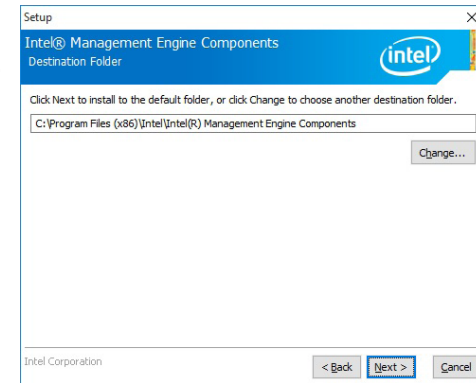 Setup
Intel® Management Engine Components
Destination Folder
intel
Click Next to install to the default folder, or click Change to choose another destination folder.
C:\Program Files (x86)\Intel\Intel(R) Management Engine Components
Change...
Intel Corporation
< Back Next > Cancel